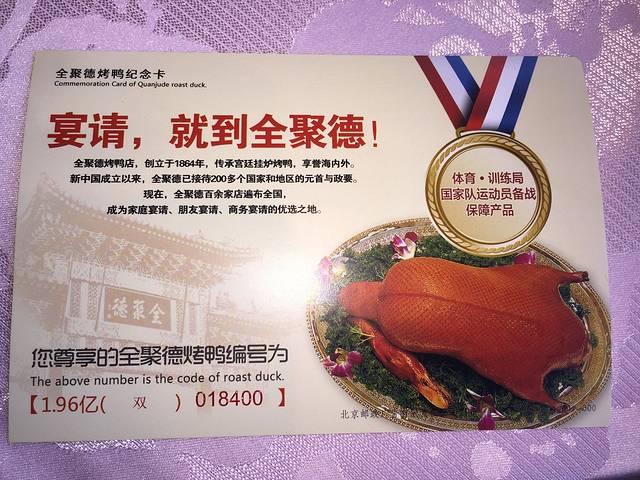 全聚德烤鸭纪念卡
Commemoration Card of Quanjude roast duck.
宴请，就到全聚德！
全聚德烤鸭店，创立于1864年，传承宫廷挂炉烤鸭，享誉海内外。
新中国成立以来，全聚德已接待200多个国家和地区的元首与政要。
现在，全聚德百余家店遍布全国，
成为家庭宴请、朋友宴请、商务宴请的优选之地。
体育·训练局
国家队运动员备战
保障产品
德聚全
您尊享的全聚德烤鸭编号为
The above number is the code of roast duck.
【1.96亿( 双 ) 018400 】
北京邮政